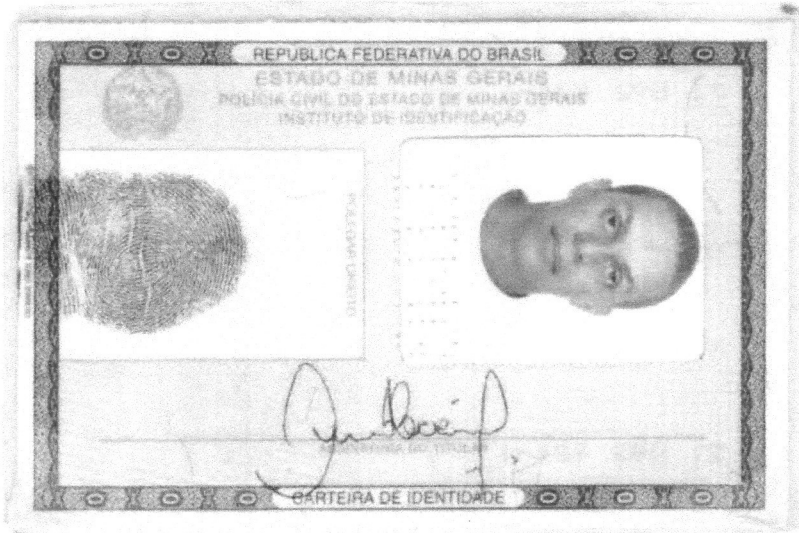 REPÚBLICA FEDERATIVA DO BRASIL
ESTADO DE MINAS GERAIS
POLÍCIA CIVIL DO ESTADO DE MINAS GERAIS
INSTITUTO DE IDENTIFICAÇÃO
POLEGAR DIREITO
ASSINATURA DO TITULAR
CARTEIRA DE IDENTIDADE